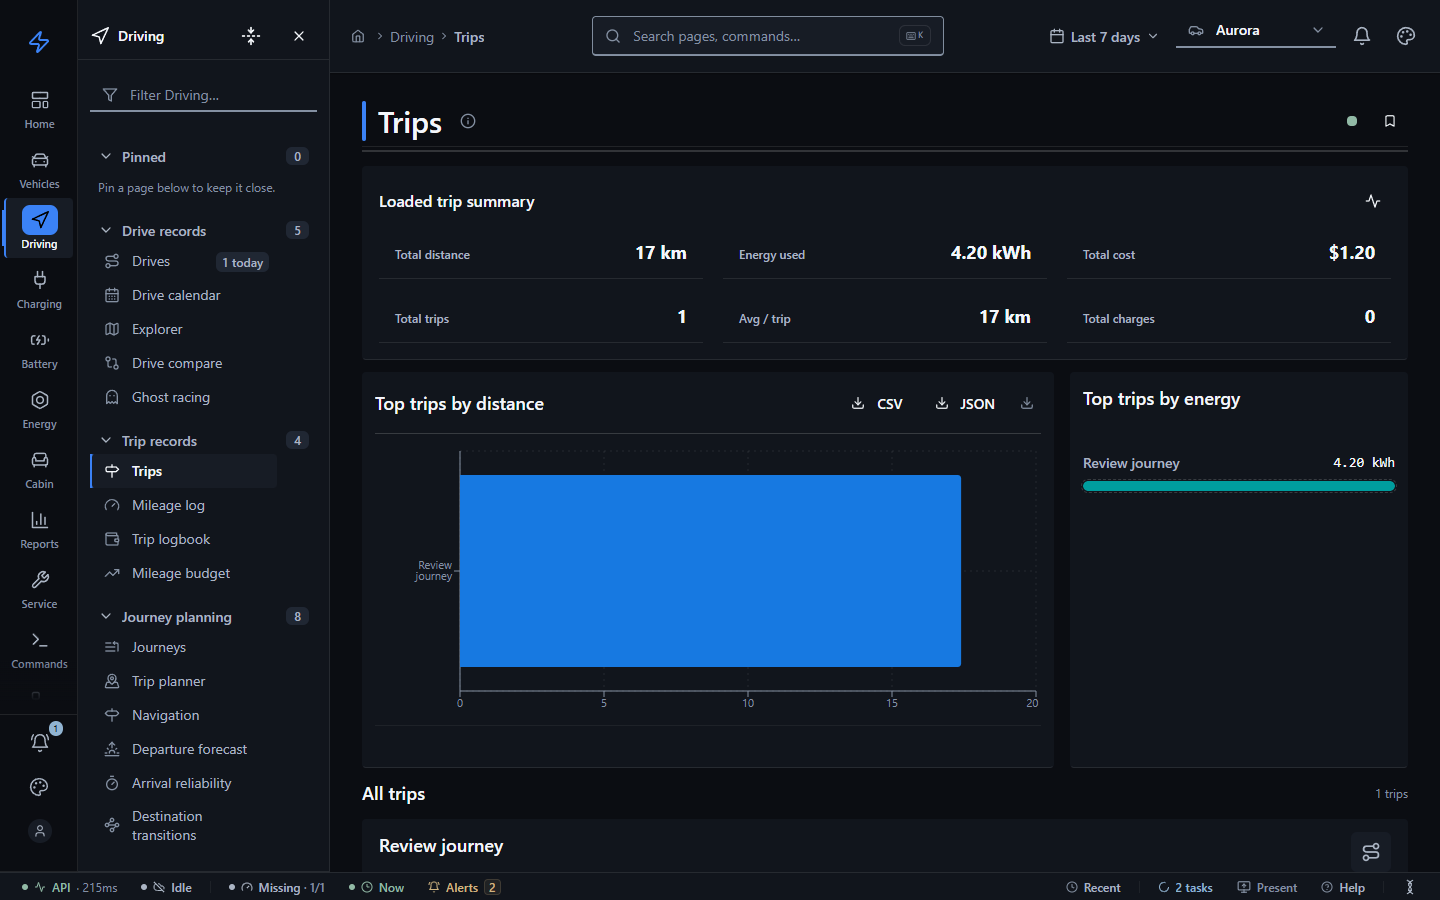 Home
Vehicles
Driving
Charging
Battery
Energy
Cabin
Reports
Service
Commands
1
Driving
Filter Driving...
Pinned 0
Pin a page below to keep it close.
Drive records 5
Drives 1 today
Drive calendar
Explorer
Drive compare
Ghost racing
Trip records 4
Trips
Mileage log
Trip logbook
Mileage budget
Journey planning 8
Journeys
Trip planner
Navigation
Departure forecast
Arrival reliability
Destination
transitions
Driving Trips
Search pages, commands... K
Last 7 days
Aurora
Trips
Loaded trip summary
Total distance 17 km
Energy used 4.20 kWh
Total cost $1.20
Total trips 1
Avg / trip 17 km
Total charges 0
Top trips by distance
CSV JSON
Review
journey
0 5 10 15 20
Top trips by energy
Review journey 4.20 kWh
All trips
1 trips
Review journey
API · 215ms Idle Missing · 1/1 Now Alerts 2
Recent 2 tasks Present Help